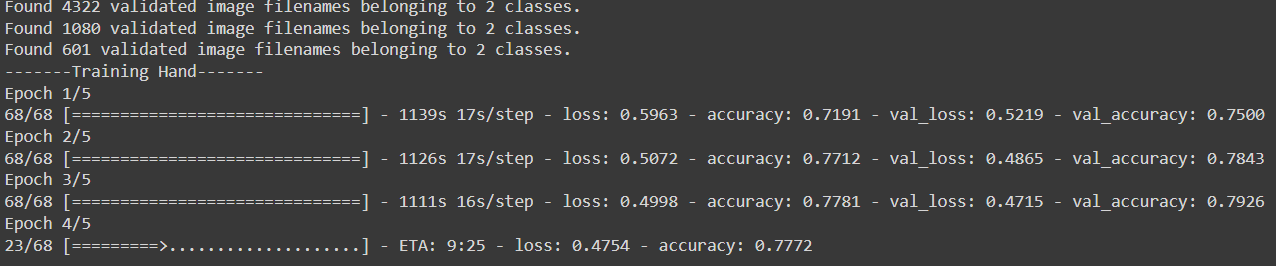 Found 4322 validated image filenames belonging to 2 classes.
Found 1080 validated image filenames belonging to 2 classes.
Found 601 validated image filenames belonging to 2 classes.
-------Training Hand-------
Epoch 1/5
68/68 [==============================] - 1139s 17s/step - loss: 0.5963 - accuracy: 0.7191 - val_loss: 0.5219 - val_accuracy: 0.7500
Epoch 2/5
68/68 [==============================] - 1126s 17s/step - loss: 0.5072 - accuracy: 0.7712 - val_loss: 0.4865 - val_accuracy: 0.7843
Epoch 3/5
68/68 [==============================] - 1111s 16s/step - loss: 0.4998 - accuracy: 0.7781 - val_loss: 0.4715 - val_accuracy: 0.7926
Epoch 4/5
23/68 [=========>....................] - ETA: 9:25 - loss: 0.4754 - accuracy: 0.7772